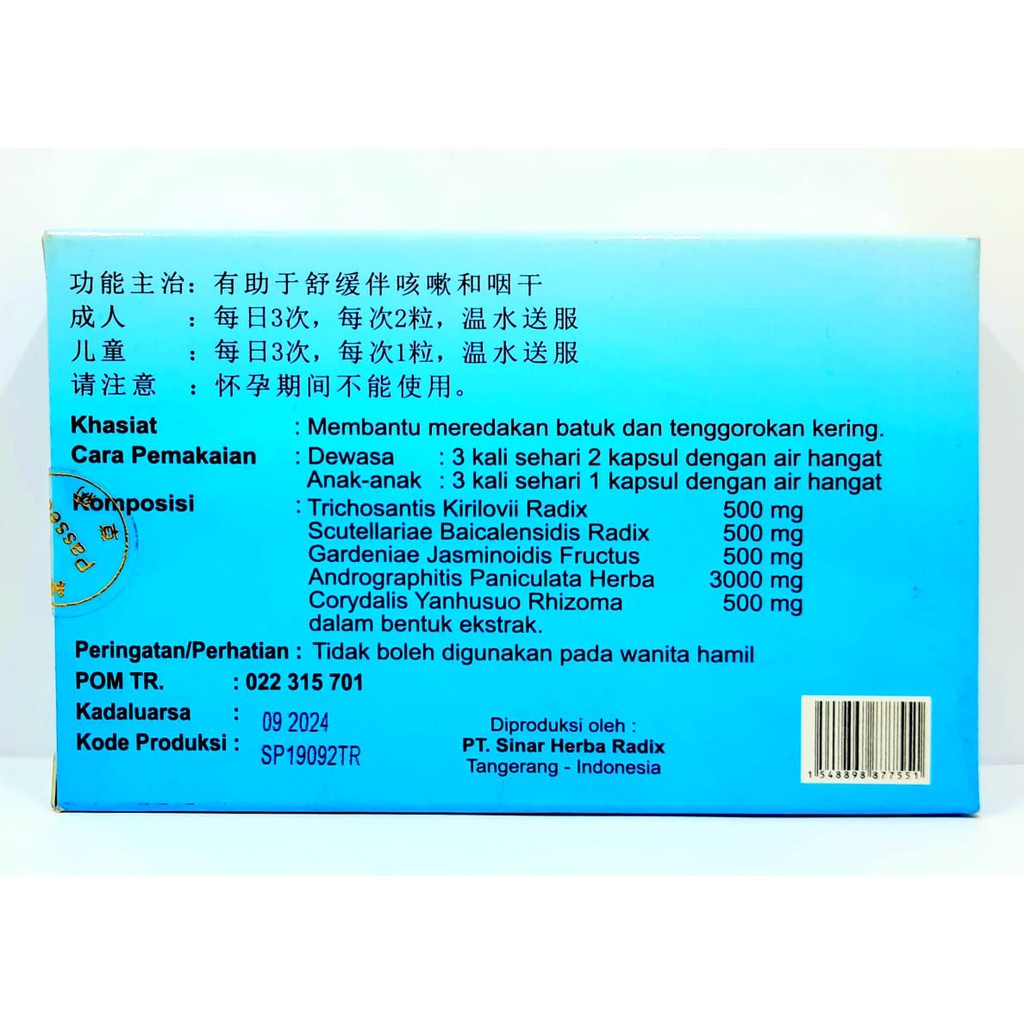 功能主治：有助于舒缓伴咳嗽和咽干
成人 ：每日3次，每次2粒，温水送服
儿童 ：每日3次，每次1粒，温水送服
请注意 ：怀孕期间不能使用。
Khasiat : Membantu meredakan batuk dan tenggorokan kering.
Cara Pemakaian : Dewasa : 3 kali sehari 2 kapsul dengan air hangat
Anak-anak : 3 kali sehari 1 kapsul dengan air hangat
Komposisi : Trichosantis Kirilovii Radix 500 mg
Scutellariae Baicalensidis Radix 500 mg
Gardeniae Jasminoidis Fructus 500 mg
Andrographitis Paniculata Herba 3000 mg
Corydalis Yanhusuo Rhizoma 500 mg
dalam bentuk ekstrak.
Peringatan/Perhatian : Tidak boleh digunakan pada wanita hamil
POM TR. : 022 315 701
Kadaluarsa : 09 2024
Kode Produksi : SP19092TR
Diproduksi oleh :
PT. Sinar Herba Radix
Tangerang - Indonesia
1 548898 877551